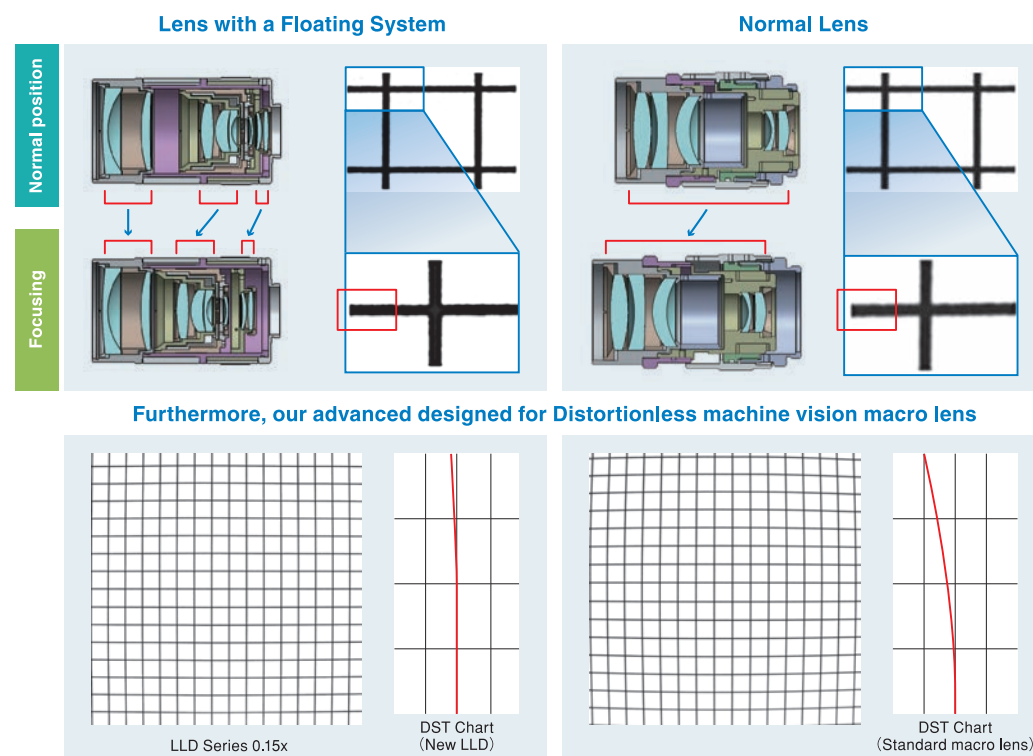 Lens with a Floating System
Normal Lens
Normal position
Focusing
Furthermore, our advanced designed for Distortionless machine vision macro lens
LLD Series 0.15x
DST Chart
（New LLD）
DST Chart
（Standard macro lens）